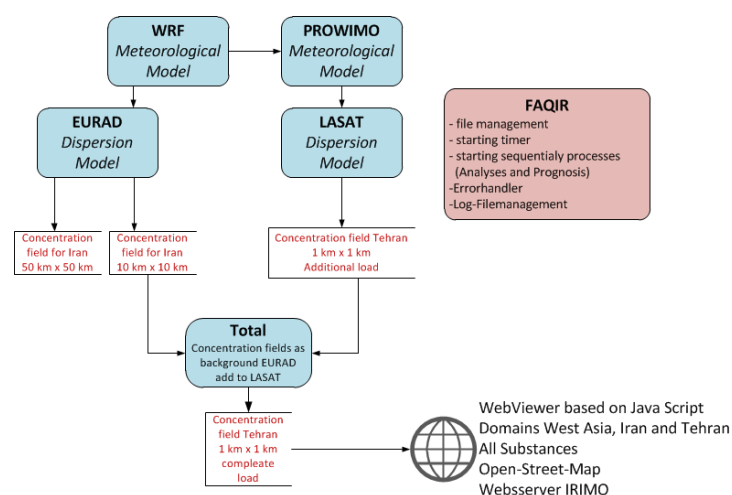 WRF
Meteorological
Model
PROWIMO
Meteorological
Model
EURAD
Dispersion
Model
LASAT
Dispersion
Model
FAQIR
- file management
- starting timer
- starting sequentialy processes
(Analyses and Prognosis)
-Errorhandler
-Log-Filemanagement
Concentration
field for Iran
50 km x 50 km
Concentration
field for Iran
10 km x 10 km
Concentration field Tehran
1 km x 1 km
Additional load
Total
Concentration fields as
background EURAD
add to LASAT
Concentration
field Tehran
1 km x 1 km
compleate
load
WebViewer based on Java Script
Domains West Asia, Iran and Tehran
All Substances
Open-Street-Map
Websserver IRIMO